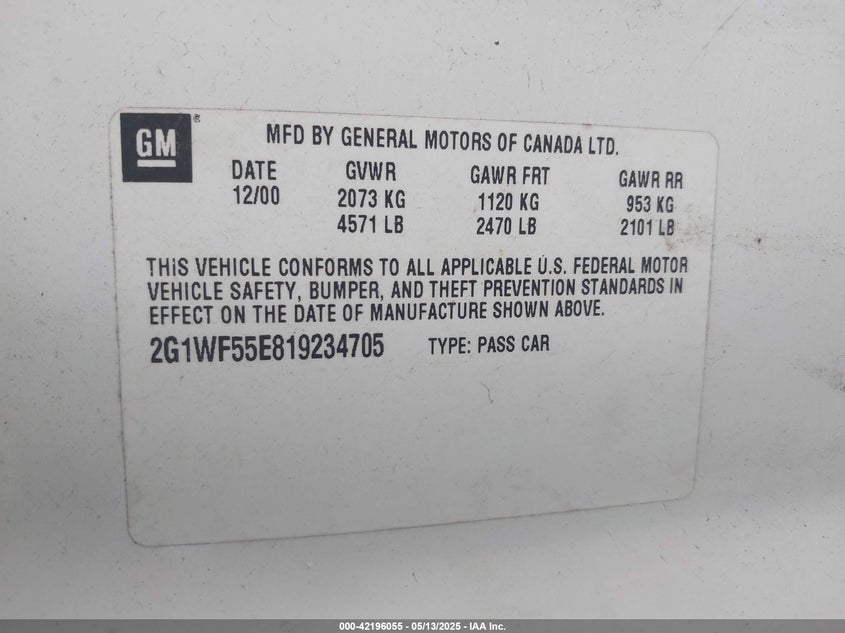 GM®
MFD BY GENERAL MOTORS OF CANADA LTD.
DATE GVWR GAWR FRT GAWR RR
12/00 2073 KG 1120 KG 953 KG
4571 LB 2470 LB 2101 LB
THIS VEHICLE CONFORMS TO ALL APPLICABLE U.S. FEDERAL MOTOR
VEHICLE SAFETY, BUMPER, AND THEFT PREVENTION STANDARDS IN
EFFECT ON THE DATE OF MANUFACTURE SHOWN ABOVE.
2G1WF55E819234705 TYPE: PASS CAR
000-42196055 - 05/13/2025 - IAA Inc.